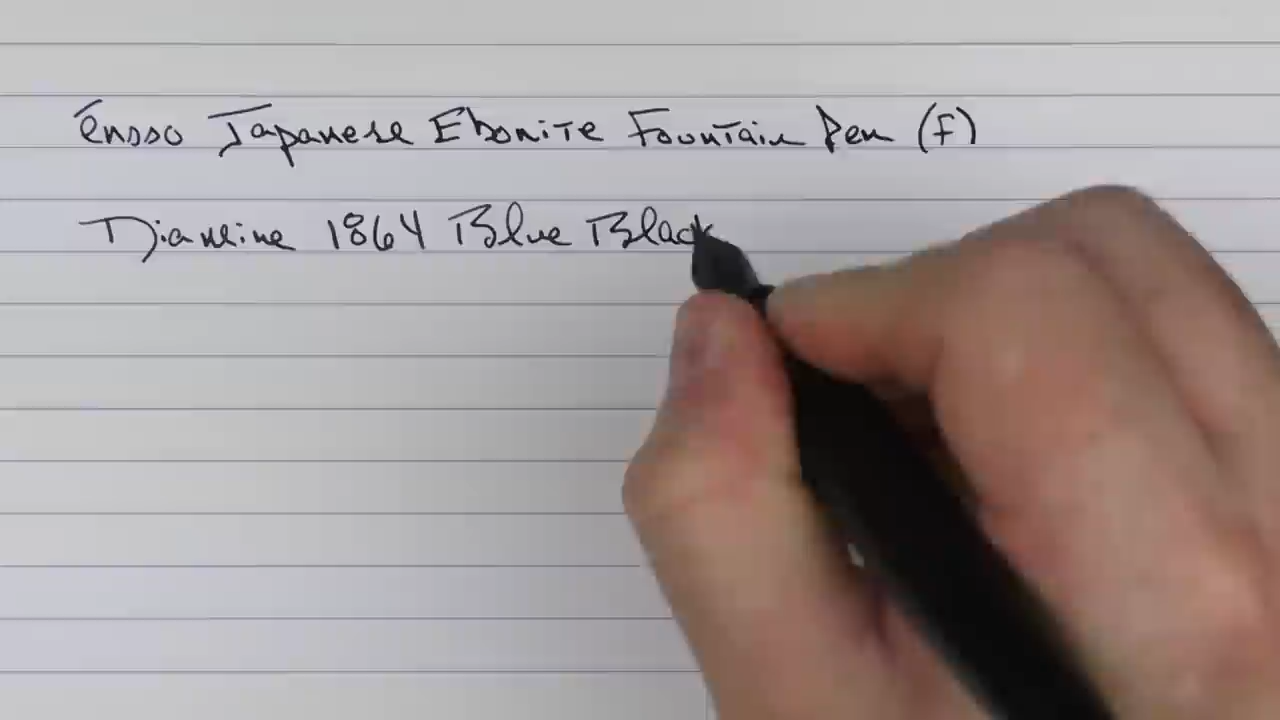 Ensso Japanese Ebonite Fountain Pen (F)
Diamine 1864 Blue Black